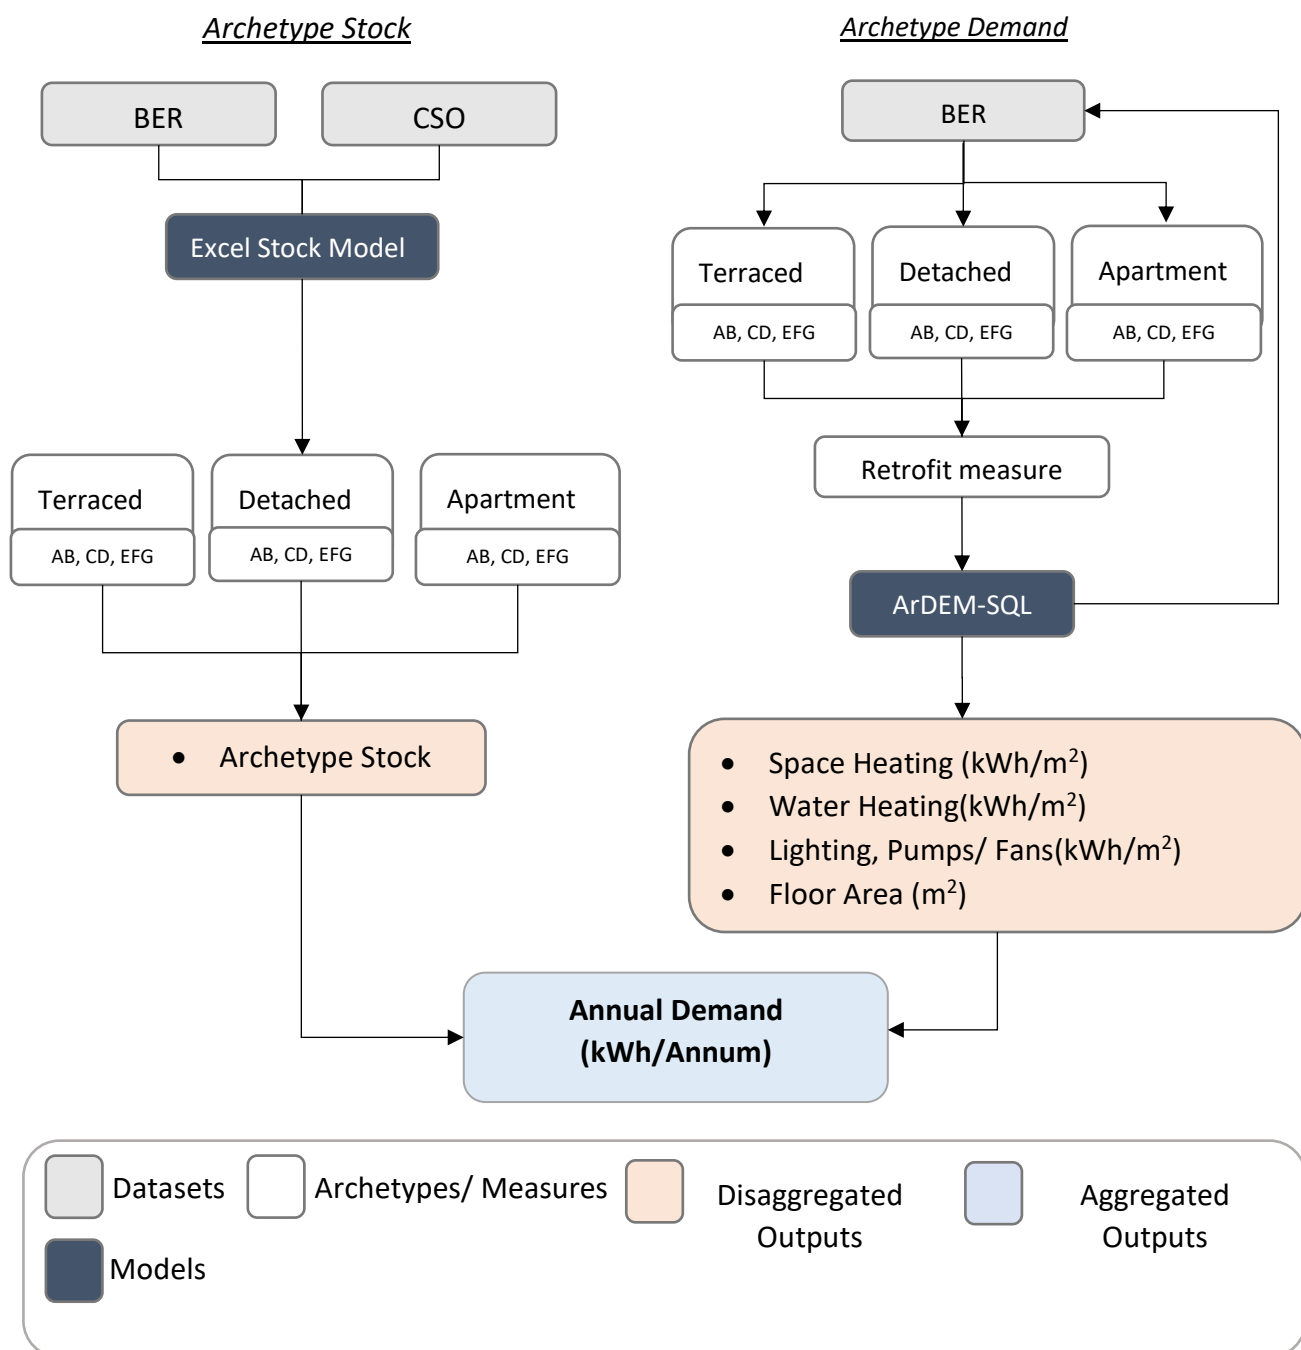 Archetype Stock
BER
CSO
Excel Stock Model
Terraced
AB, CD, EFG
Detached
AB, CD, EFG
Apartment
AB, CD, EFG
• Archetype Stock
Archetype Demand
BER
Terraced
AB, CD, EFG
Detached
AB, CD, EFG
Apartment
AB, CD, EFG
Retrofit measure
ArDEM-SQL
• Space Heating (kWh/m²)
• Water Heating(kWh/m²)
• Lighting, Pumps/ Fans(kWh/m²)
• Floor Area (m²)
Annual Demand
(kWh/Annum)
Datasets
Archetypes/ Measures
Disaggregated
Outputs
Aggregated
Outputs
Models